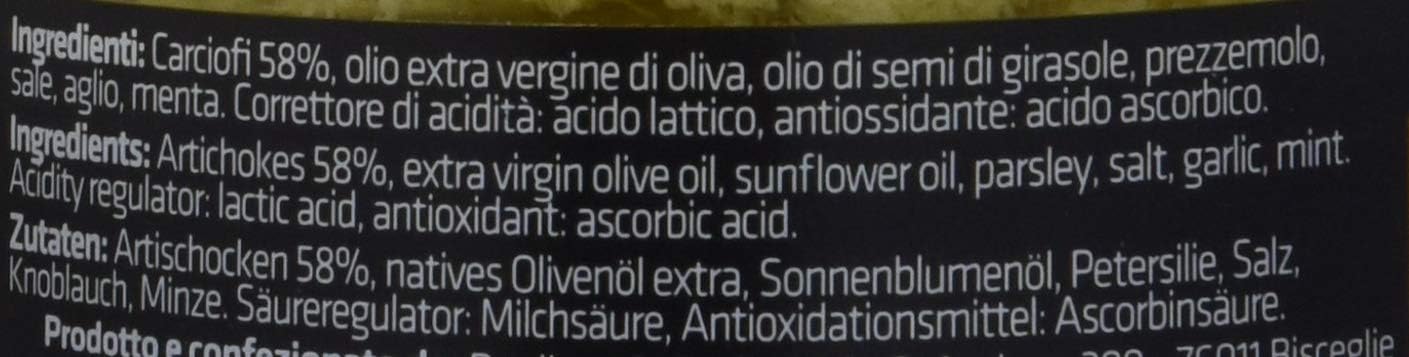 Ingredienti: Carciofi 58%, olio extra vergine di oliva, olio di semi di girasole, prezzemolo,
sale, aglio, menta. Correttore di acidità: acido lattico, antiossidante: acido ascorbico.
Ingredients: Artichokes 58%, extra virgin olive oil, sunflower oil, parsley, salt, garlic, mint.
Acidity regulator: lactic acid, antioxidant: ascorbic acid.
Zutaten: Artischocken 58%, natives Olivenöl extra, Sonnenblumenöl, Petersilie, Salz,
Knoblauch, Minze. Säureregulator: Milchsäure, Antioxidationsmittel: Ascorbinsäure.
Prodotto e 76011 Bisceglie